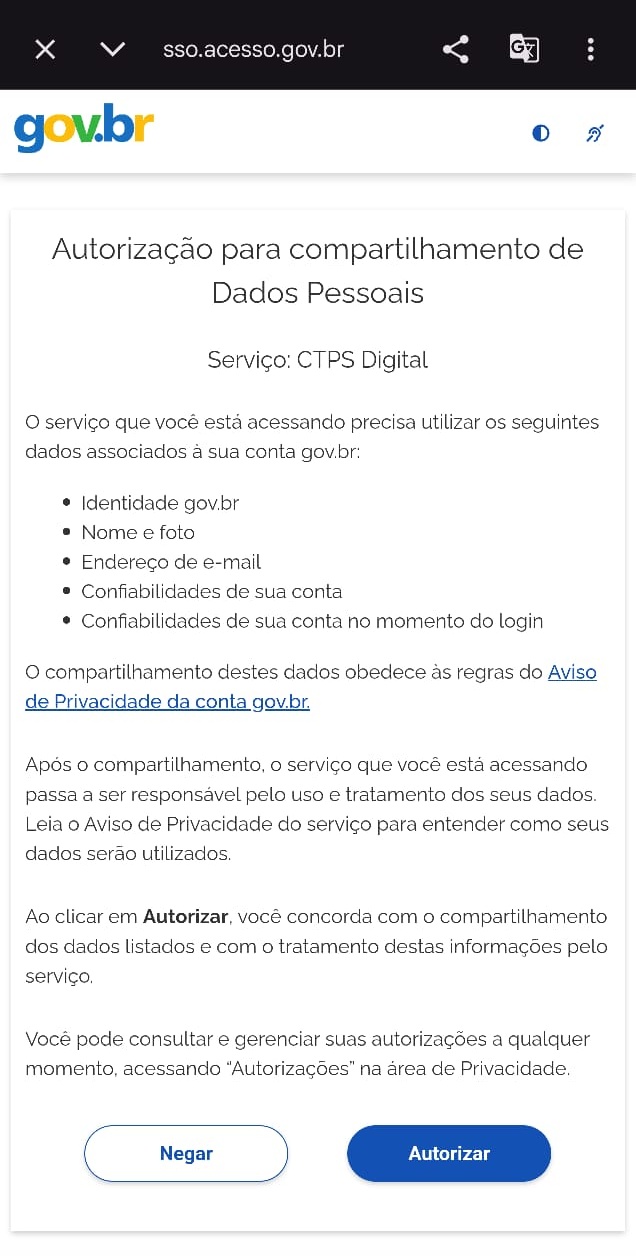 sso.acesso.gov.br
gov.br
Autorização para compartilhamento de
Dados Pessoais
Serviço: CTPS Digital
O serviço que você está acessando precisa utilizar os seguintes
dados associados à sua conta gov.br:
• Identidade gov.br
• Nome e foto
• Endereço de e-mail
• Confiabilidades de sua conta
• Confiabilidades de sua conta no momento do login
O compartilhamento destes dados obedece às regras do Aviso
de Privacidade da conta gov.br.
Após o compartilhamento, o serviço que você está acessando
passa a ser responsável pelo uso e tratamento dos seus dados.
Leia o Aviso de Privacidade do serviço para entender como seus
dados serão utilizados.
Ao clicar em Autorizar, você concorda com o compartilhamento
dos dados listados e com o tratamento destas informações pelo
serviço.
Você pode consultar e gerenciar suas autorizações a qualquer
momento, acessando “Autorizações” na área de Privacidade.
Negar
Autorizar